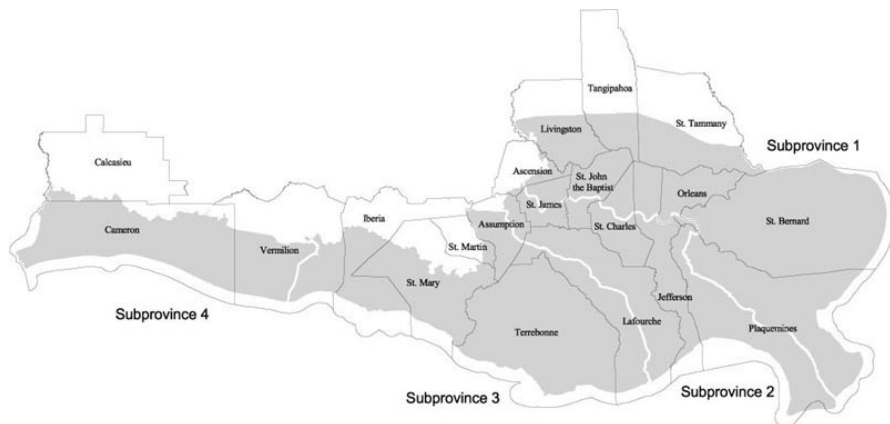 Tangipahoa
St. Tammany
Livingston
Subprovince 1
Calcasieu
Ascension
St. John
the Baptist
Orleans
St. James
Iberia
Assumption
St. Bernard
Cameron
St. Charles
Vermilion
St. Martin
St. Mary
Jefferson
Subprovince 4
Lafourche
Plaquemines
Terrebonne
Subprovince 2
Subprovince 3